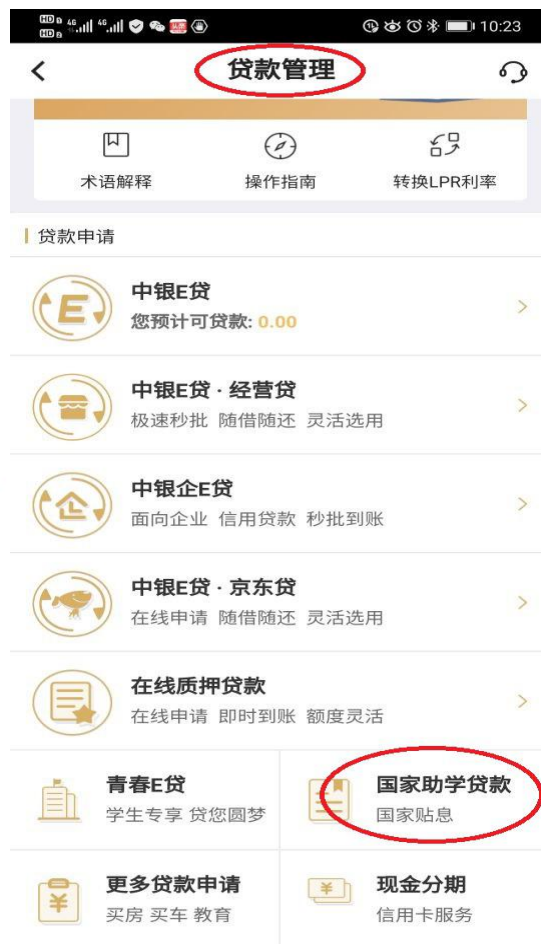 HD 46 46 10:23
HD
贷款管理
术语解释 操作指南 转换LPR利率
贷款申请
中银E贷
您预计可贷款: 0.00
中银E贷 · 经营贷
极速秒批 随借随还 灵活选用
中银企E贷
面向企业 信用贷款 秒批到账
中银E贷 · 京东贷
在线申请 随借随还 灵活选用
在线质押贷款
在线申请 即时到账 额度灵活
青春E贷 国家助学贷款
学生专享 贷您圆梦 国家贴息
更多贷款申请 现金分期
买房 买车 教育 信用卡服务